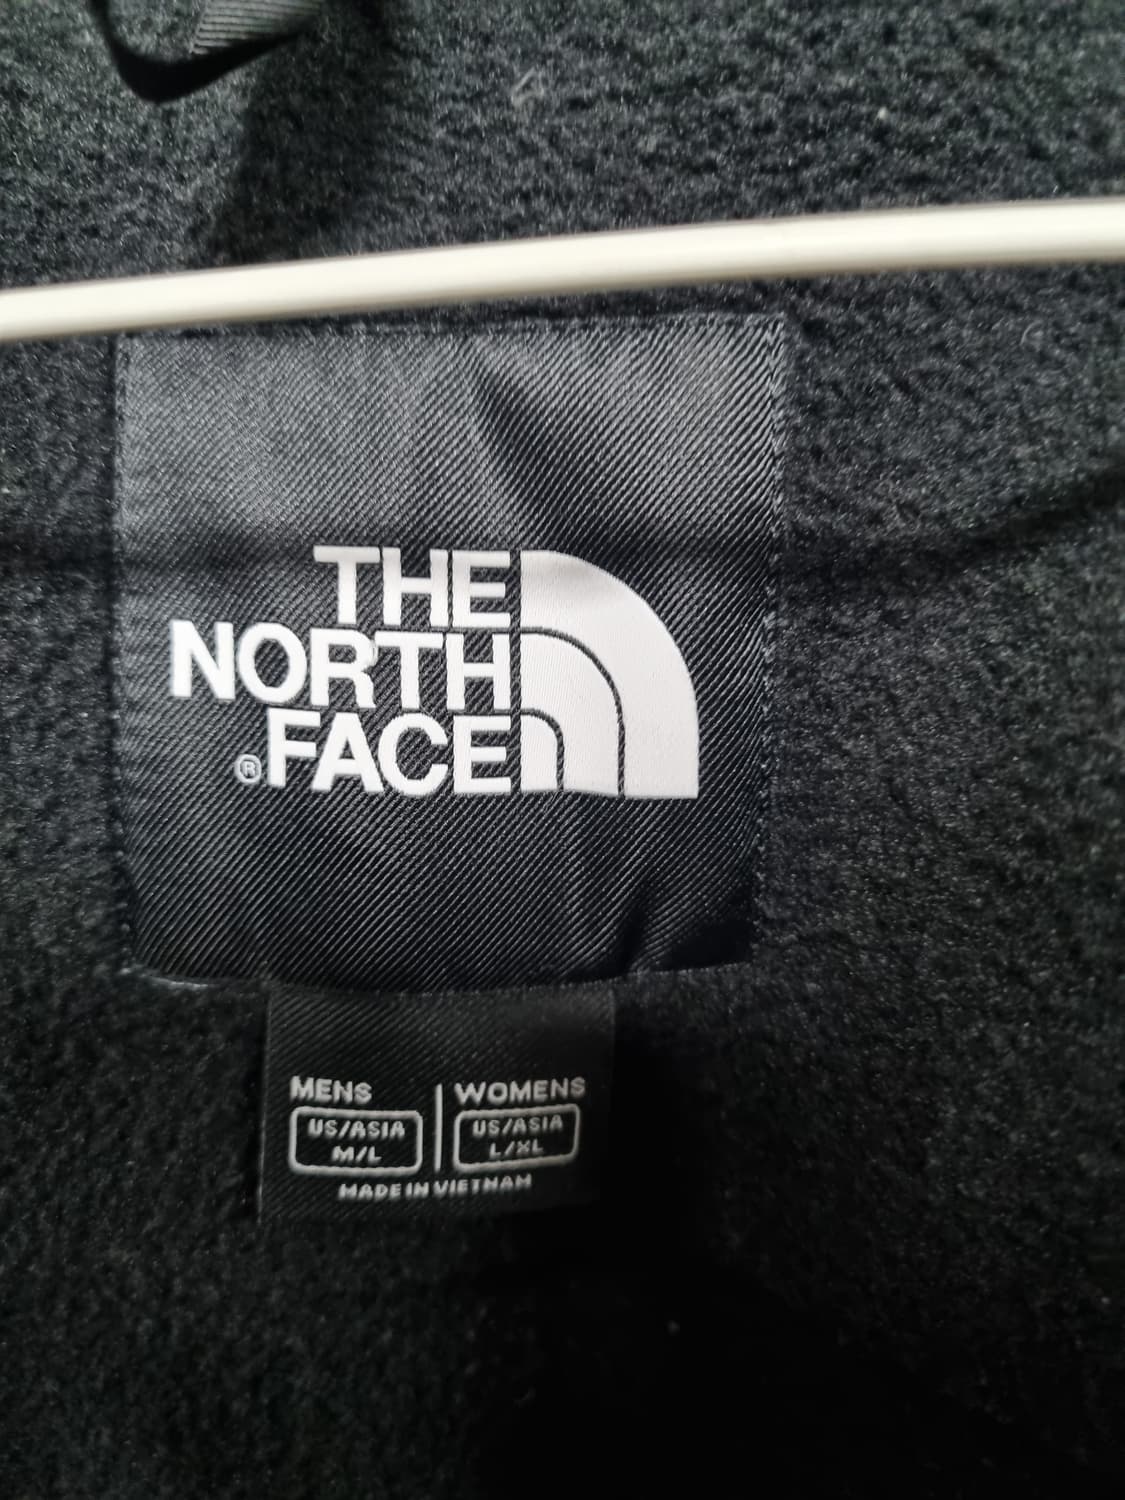 THE
NORTH
®FACE
MENS | WOMENS
US/ASIA US/ASIA
M/L L/XL
MADE IN VIETNAM